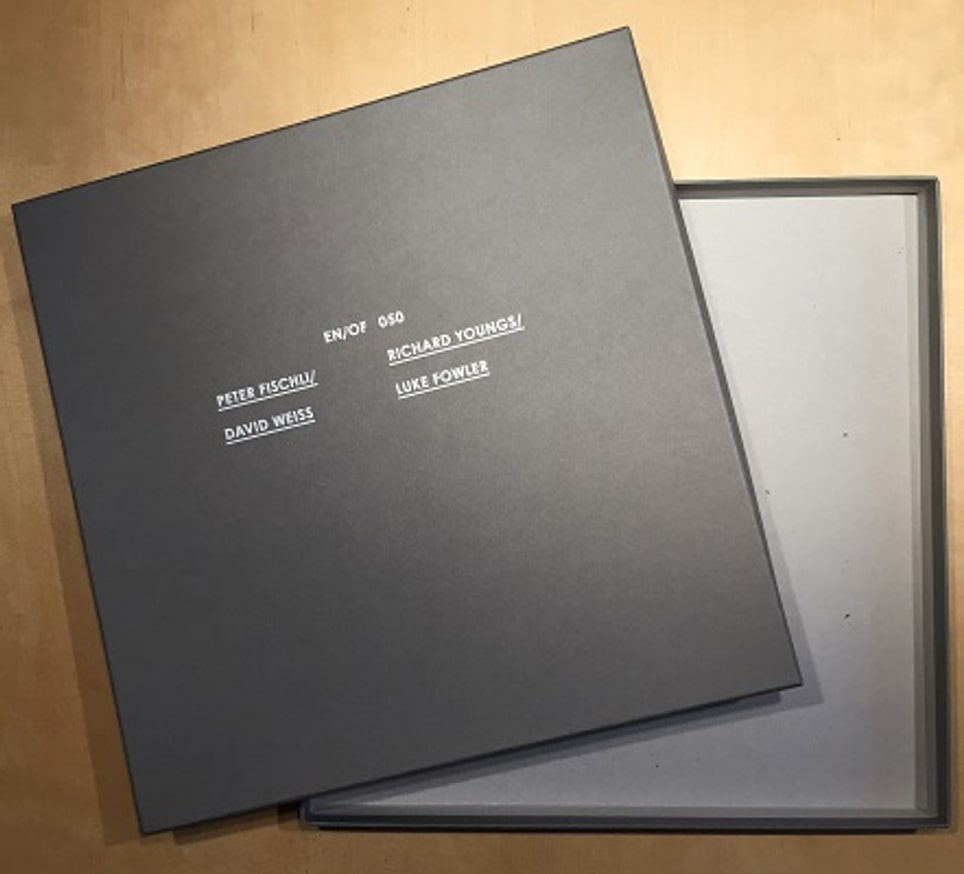 EN/OF 050
PETER FISCHLI/
DAVID WEISS
RICHARD YOUNGS/
LUKE FOWLER